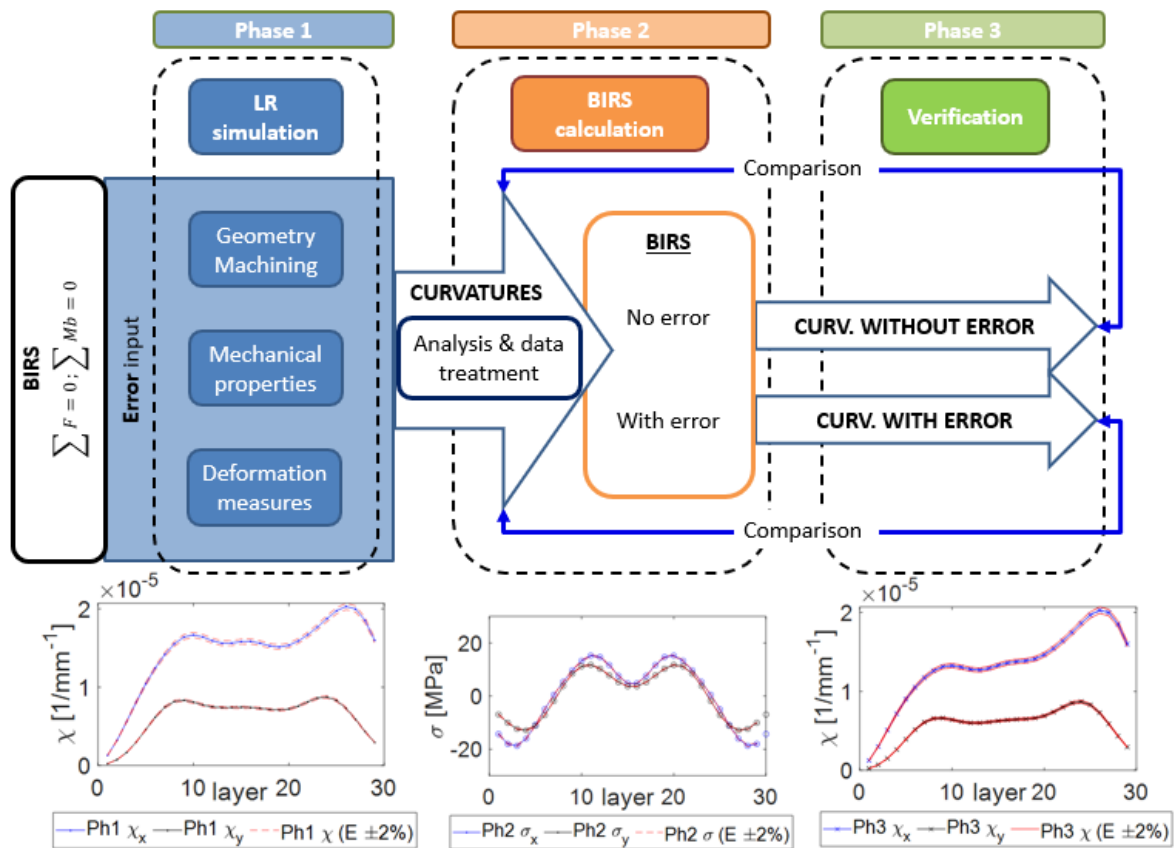 Phase 1
Phase 2
Phase 3
LR
simulation
BIRS
calculation
Verification
Comparison
BIRS
∑ F = 0; ∑ Mb = 0
Error input
Geometry
Machining
Mechanical
properties
Deformation
measures
CURVATURES
Analysis & data
treatment
BIRS
No error
With error
CURV. WITHOUT ERROR
CURV. WITH ERROR
Comparison
×10⁻⁵
2
1
0
χ [1/mm⁻¹]
0 10 20 30
layer
Ph1 χx Ph1 χy Ph1 χ (E ±2%)
20
0
-20
σ [MPa]
0 10 20 30
layer
Ph2 σx Ph2 σy Ph2 σ (E ±2%)
×10⁻⁵
2
1
0
χ [1/mm⁻¹]
0 10 20 30
layer
Ph3 χx Ph3 χy Ph3 χ (E ±2%)